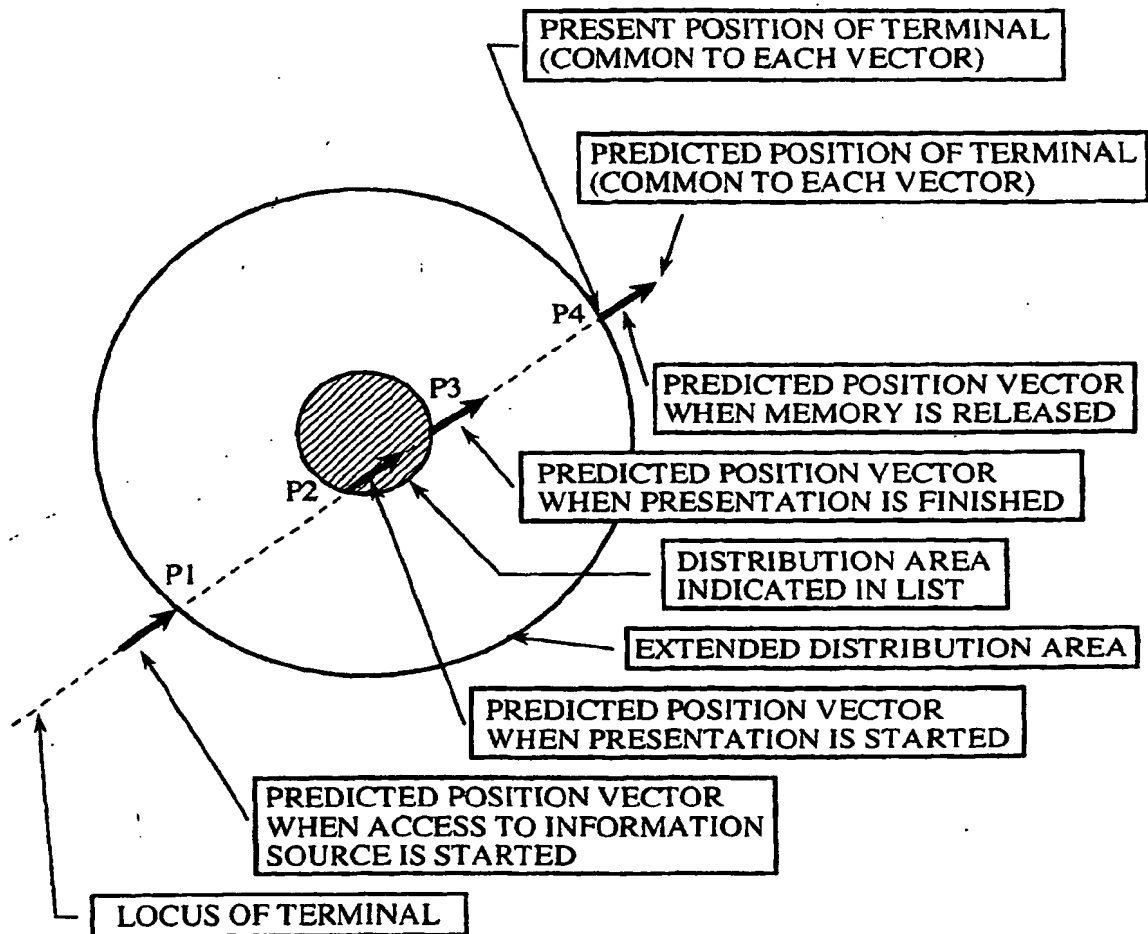 PRESENT POSITION OF TERMINAL
(COMMON TO EACH VECTOR)
PREDICTED POSITION OF TERMINAL
(COMMON TO EACH VECTOR)
P4
P3
PREDICTED POSITION VECTOR
WHEN MEMORY IS RELEASED
P2
PREDICTED POSITION VECTOR
WHEN PRESENTATION IS FINISHED
P1
DISTRIBUTION AREA
INDICATED IN LIST
EXTENDED DISTRIBUTION AREA
PREDICTED POSITION VECTOR
WHEN PRESENTATION IS STARTED
PREDICTED POSITION VECTOR
WHEN ACCESS TO INFORMATION
SOURCE IS STARTED
LOCUS OF TERMINAL